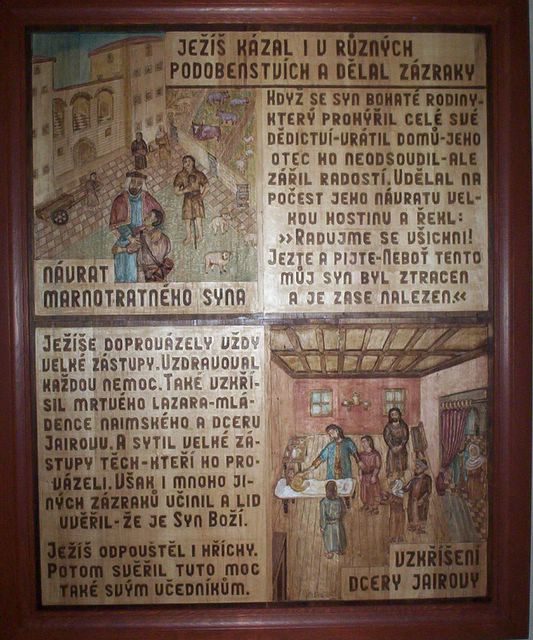 JEŽÍŠ KÁZAL I V RŮZNÝCH
PODOBENSTVÍCH A DĚLAL ZÁZRAKY
KDYŽ SE SYN BOHATÉ RODINY-
KTERÝ PROHÝŘIL CELÉ SVÉ
DĚDICTVÍ-VRÁTIL DOMŮ-JEHO
OTEC HO NEODSOUDIL-ALE
ZÁŘIL RADOSTÍ. UDĚLAL NA
POČEST JEHO NÁVRATU VEL-
KOU HOSTINU A ŘEKL:
»RADUJME SE VŠICHNI!
JEZTE A PIJTE-NEBOŤ TENTO
MŮJ SYN BYL ZTRACEN
A JE ZASE NALEZEN.«
NÁVRAT
MARNOTRATNÉHO SYNA
JEŽÍŠE DOPROVÁZELY VŽDY
VELKÉ ZÁSTUPY. UZDRAVOVAL
KAŽDOU NEMOC. TAKÉ VZKŘÍ-
SIL MRTVÉHO LAZARA-MLÁ-
DENCE NAIMSKÉHO A DCERU
JAIROVU. A SYTIL VELKÉ ZÁ-
STUPY TĚCH-KTEŘÍ HO PRO-
VÁZELI. VŠAK I MNOHO JI-
NÝCH ZÁZRAKŮ UČINIL A LID
UVĚŘIL-ŽE JE SYN BOŽÍ.
JEŽÍŠ ODPOUŠTĚL I HŘÍCHY.
POTOM SVĚŘIL TUTO MOC
TAKÉ SVÝM UČEDNÍKŮM.
VZKŘÍŠENÍ
DCERY JAIROVY